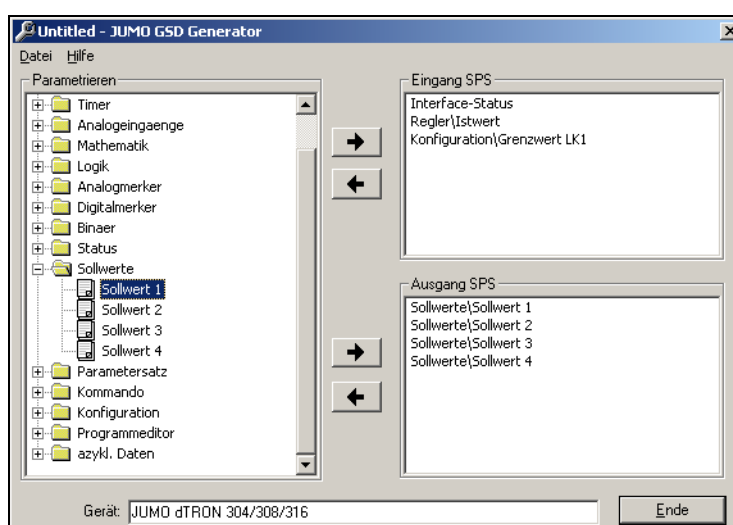 Untitled - JUMO GSD Generator
Datei Hilfe
Parametrieren
Timer
Analogeingaenge
Mathematik
Logik
Analogmerker
Digitalmerker
Binaer
Status
Sollwerte
Sollwert 1
Sollwert 2
Sollwert 3
Sollwert 4
Parametersatz
Kommando
Konfiguration
Programmeditor
azykl. Daten
Eingang SPS
Interface-Status
Regler\Istwert
Konfiguration\Grenzwert LK1
Ausgang SPS
Sollwerte\Sollwert 1
Sollwerte\Sollwert 2
Sollwerte\Sollwert 3
Sollwerte\Sollwert 4
Gerät: JUMO dTRON 304/308/316
Ende